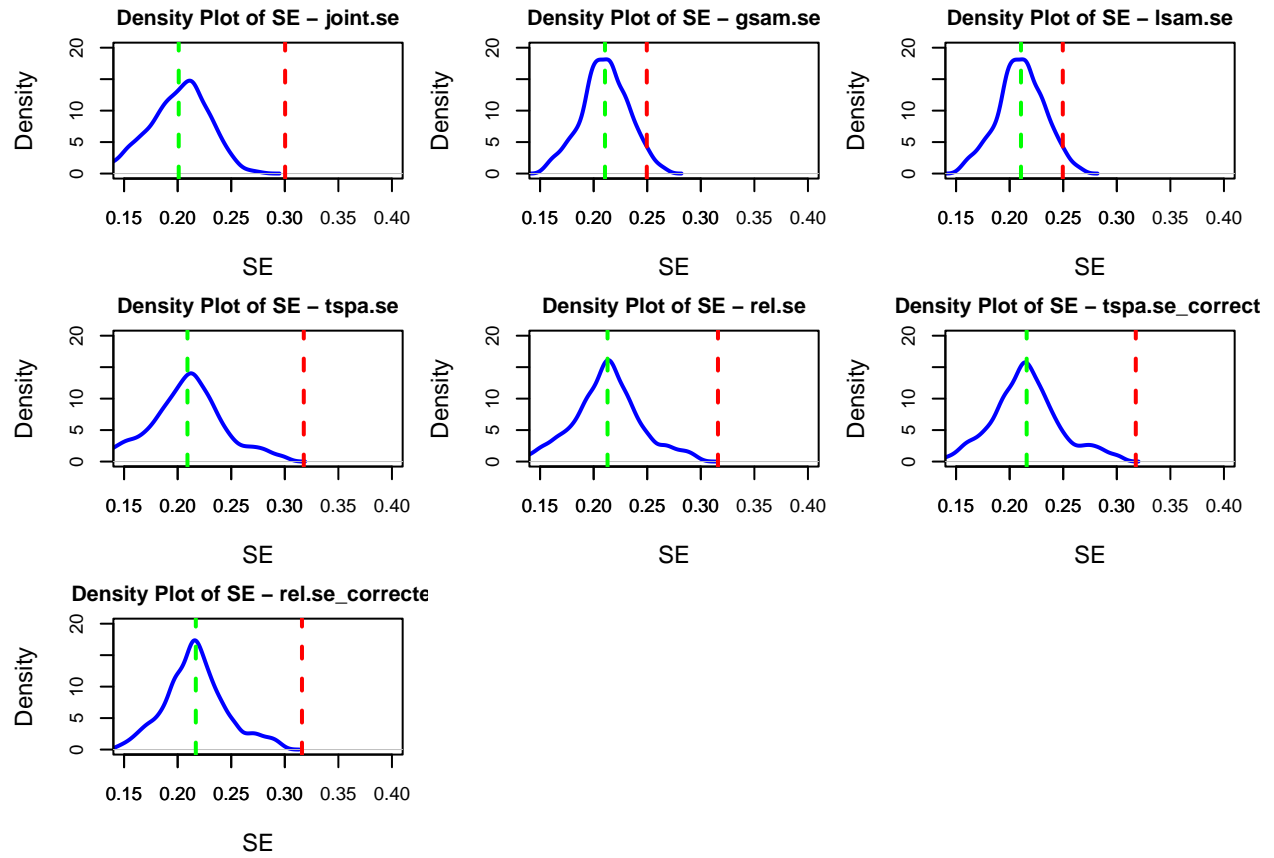 Density Plot of SE − joint.se
Density
0 5 10 20
0.15 0.20 0.25 0.30 0.35 0.40
SE
Density Plot of SE − gsam.se
Density
0 5 10 20
0.15 0.20 0.25 0.30 0.35 0.40
SE
Density Plot of SE − lsam.se
Density
0 5 10 20
0.15 0.20 0.25 0.30 0.35 0.40
SE
Density Plot of SE − tspa.se
Density
0 5 10 20
0.15 0.20 0.25 0.30 0.35 0.40
SE
Density Plot of SE − rel.se
Density
0 5 10 20
0.15 0.20 0.25 0.30 0.35 0.40
SE
Density Plot of SE − tspa.se_correct
Density
0 5 10 20
0.15 0.20 0.25 0.30 0.35 0.40
SE
Density Plot of SE − rel.se_correcte
Density
0 5 10 20
0.15 0.20 0.25 0.30 0.35 0.40
SE